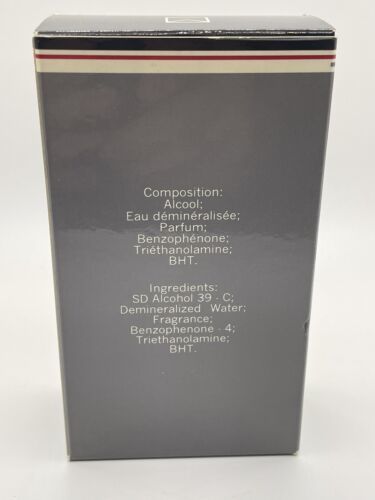 Composition:
Alcool;
Eau déminéralisée;
Parfum;
Benzophénone;
Triéthanolamine;
BHT.
Ingredients:
SD Alcohol 39 - C;
Demineralized Water;
Fragrance;
Benzophenone - 4;
Triethanolamine;
BHT.